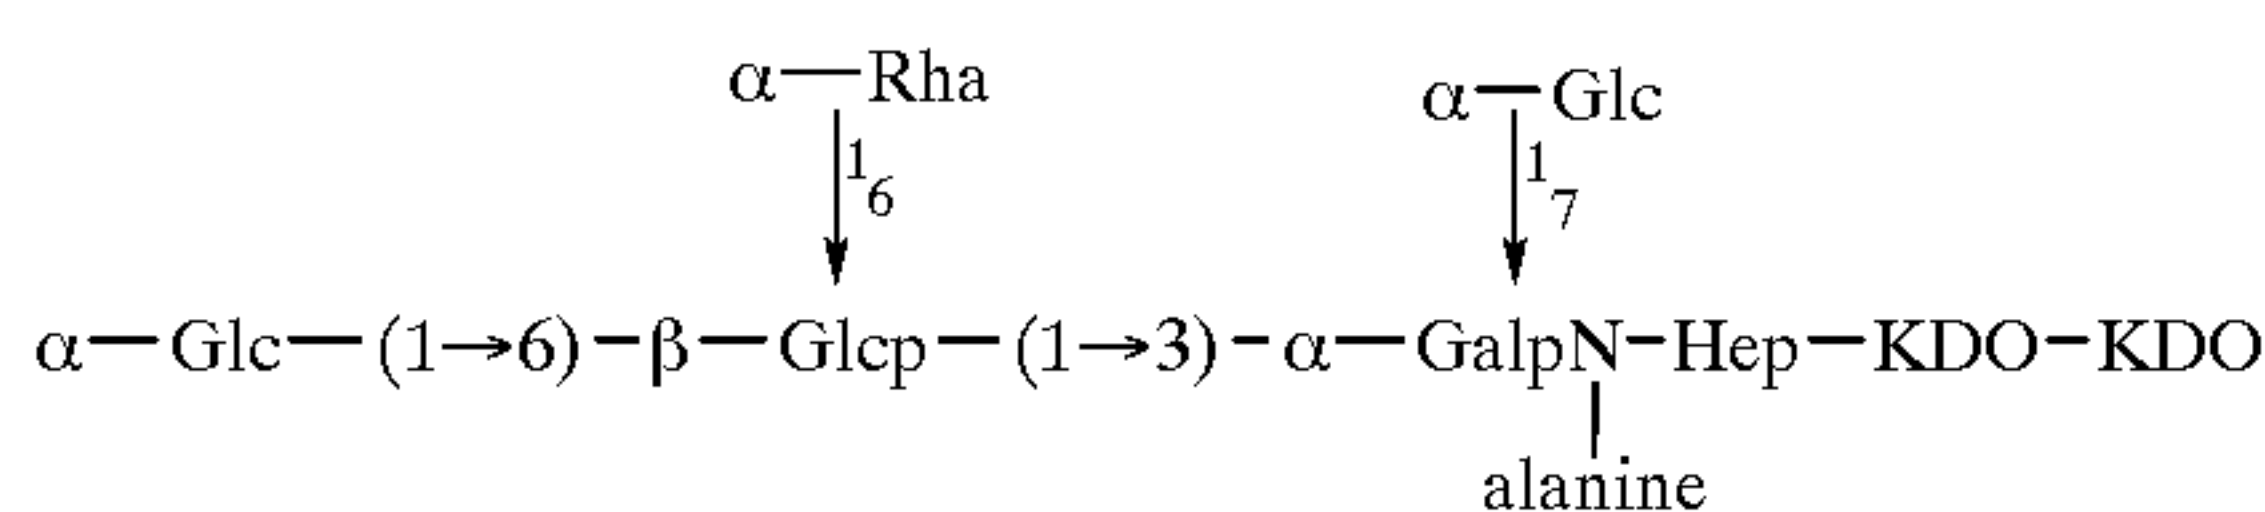 α—Rha α—Glc
1 6 1 7
α—Glc—(1→6)-β—Glcp—(1→3)-α—GalpN-Hep—KDO-KDO
alanine